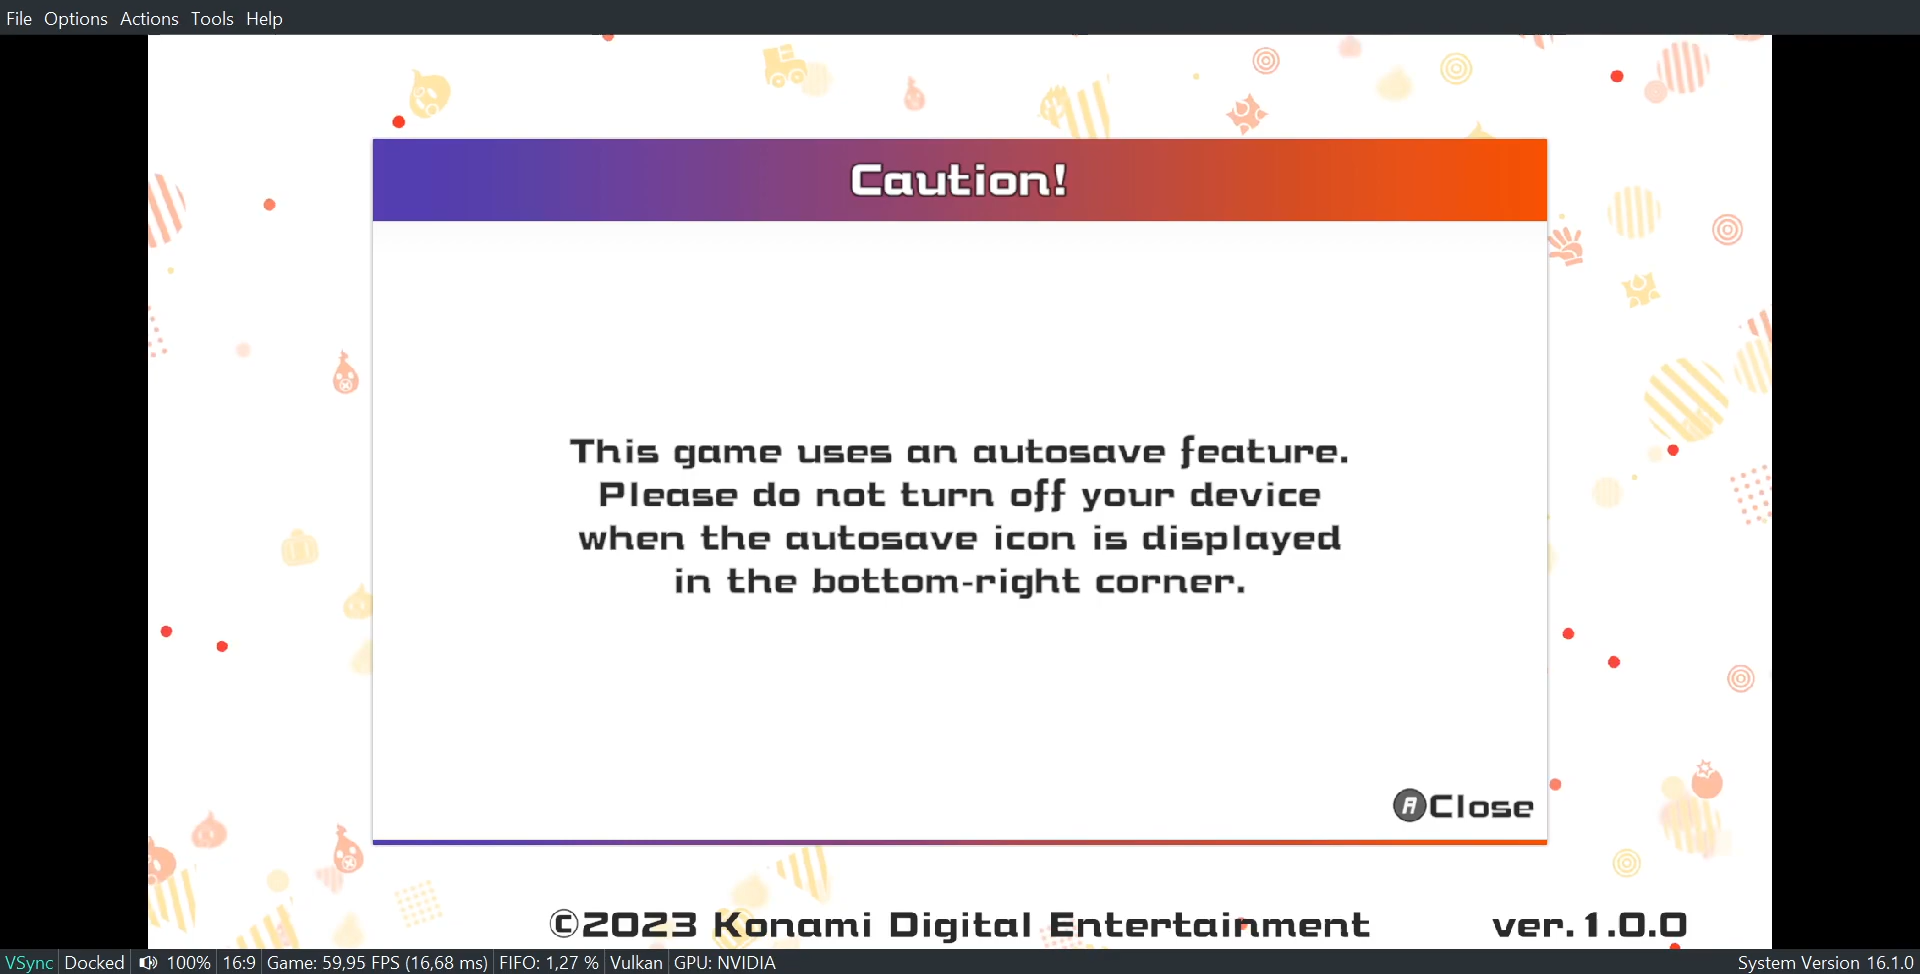 File Options Actions Tools Help
Caution!
This game uses an autosave feature.
Please do not turn off your device
when the autosave icon is displayed
in the bottom-right corner.
A Close
©2023 Konami Digital Entertainment
ver.1.0.0
VSync Docked 100% 16:9 Game: 59,95 FPS (16,68 ms) FIFO: 1,27 % Vulkan GPU: NVIDIA
System Version 16.1.0